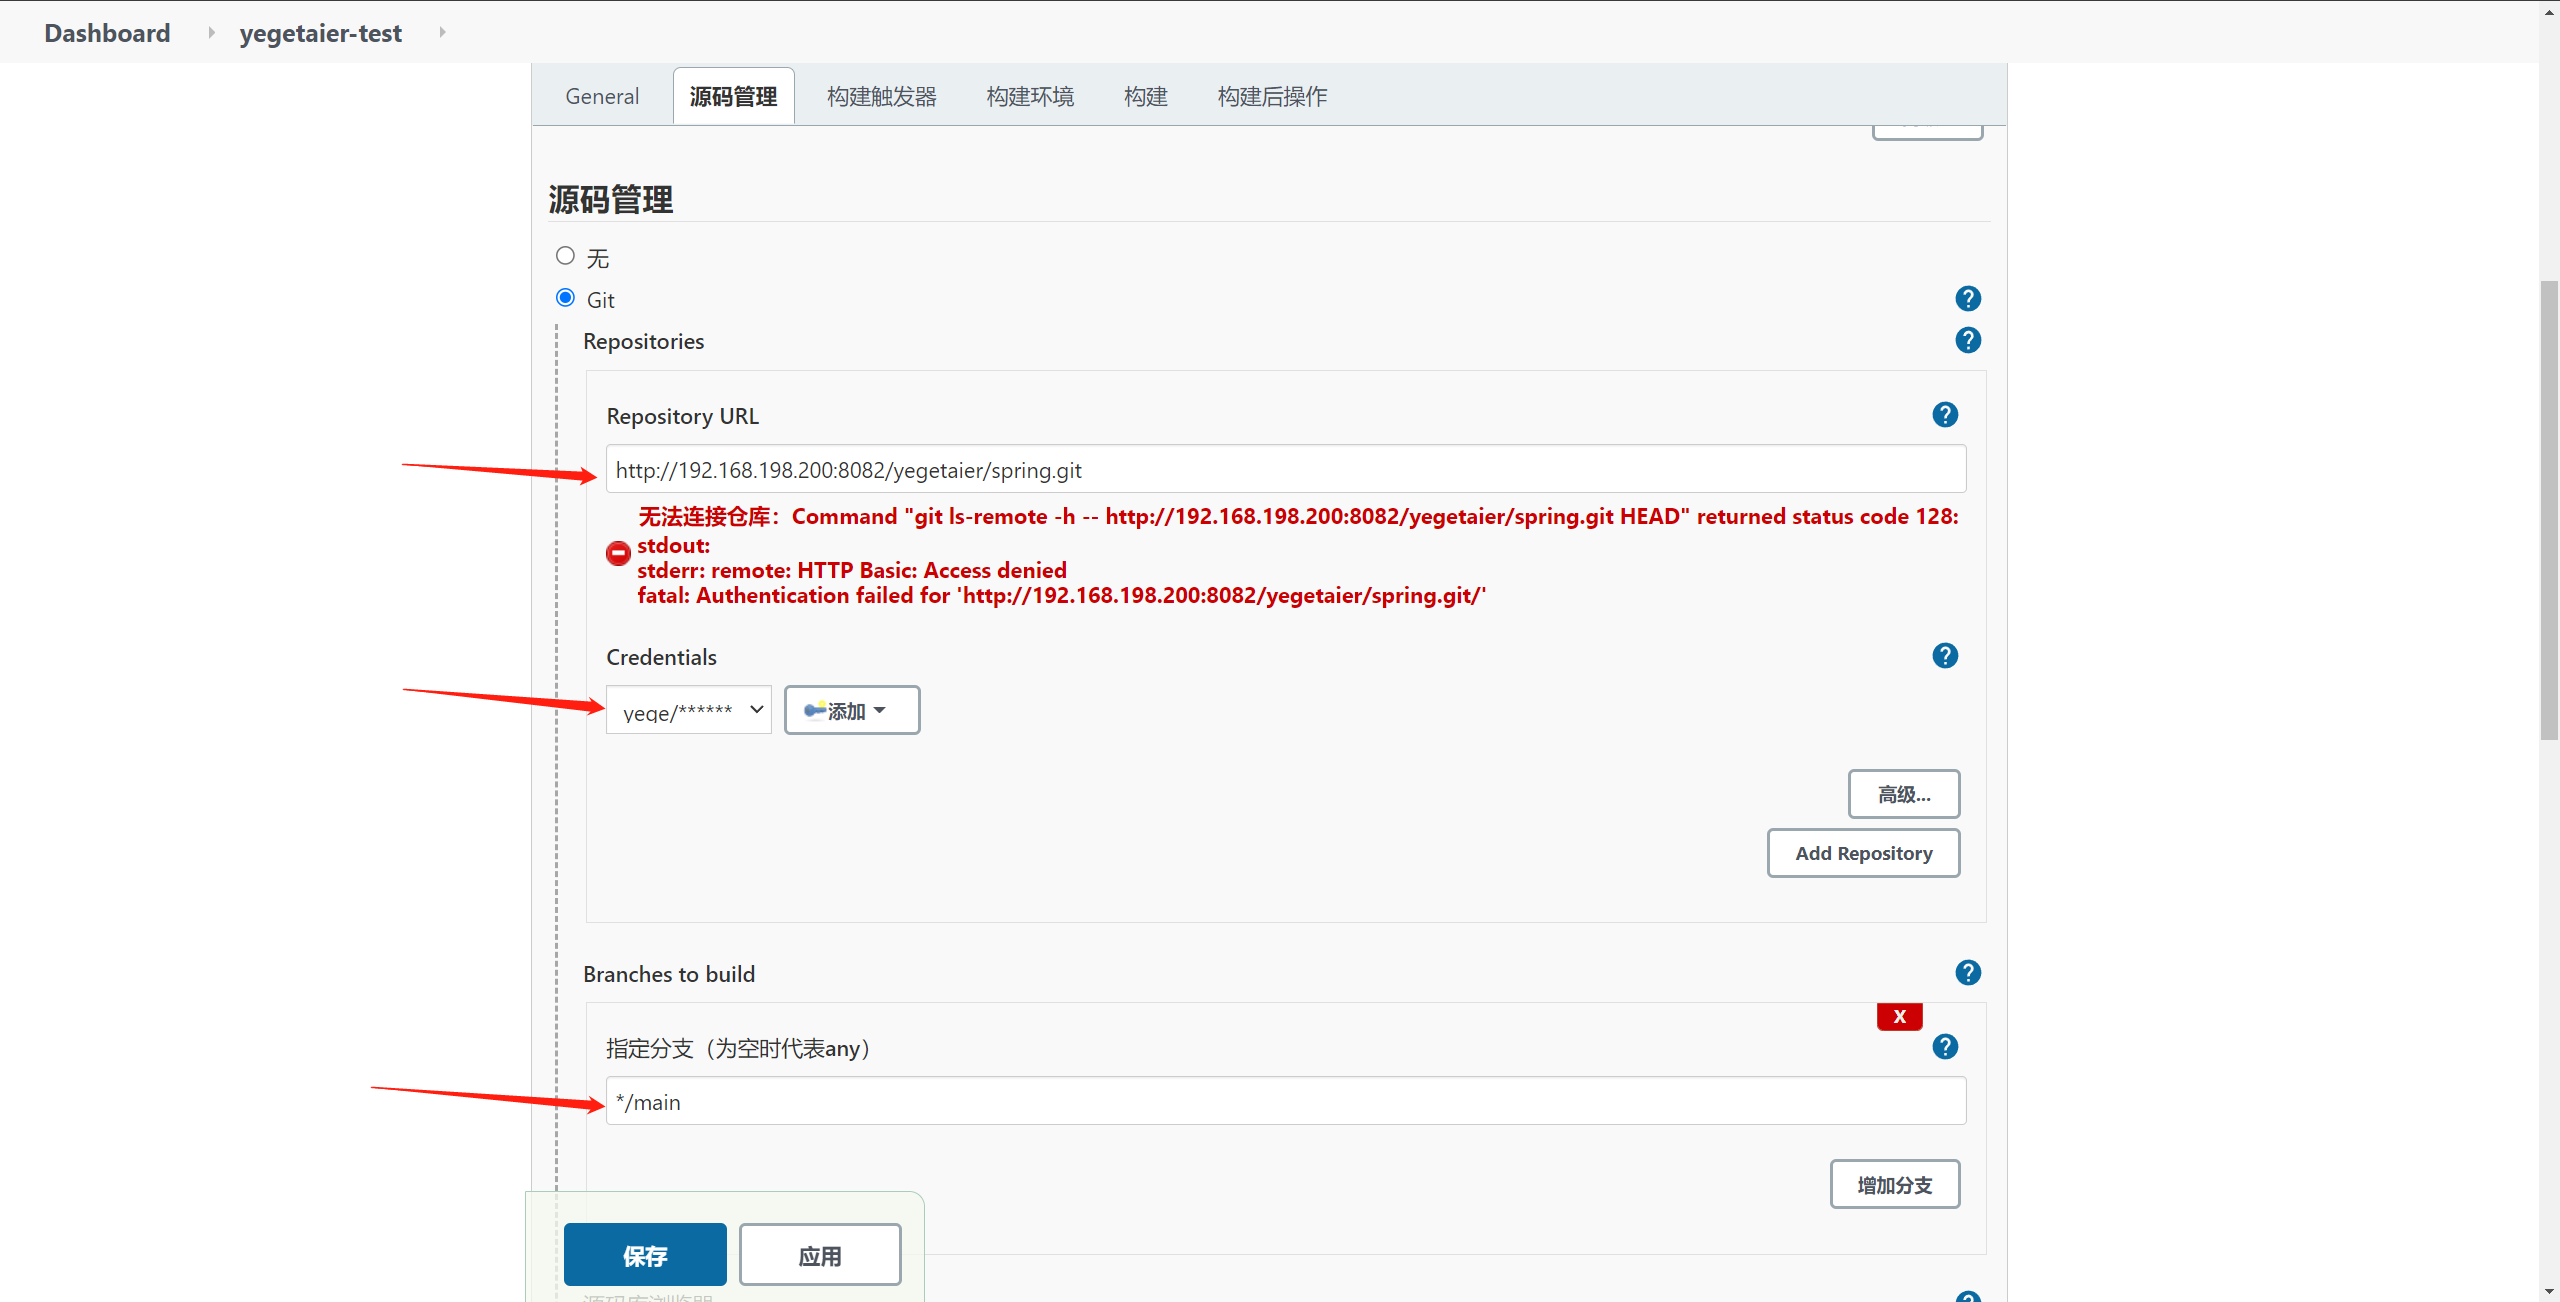 Dashboard
yegetaier-test
General
源码管理
构建触发器
构建环境
构建
构建后操作
源码管理
无
Git
Repositories
Repository URL
http://192.168.198.200:8082/yegetaier/spring.git
无法连接仓库：Command "git ls-remote -h -- http://192.168.198.200:8082/yegetaier/spring.git HEAD" returned status code 128:
stdout:
stderr: remote: HTTP Basic: Access denied
fatal: Authentication failed for 'http://192.168.198.200:8082/yegetaier/spring.git/'
Credentials
yege/******
添加
高级...
Add Repository
Branches to build
X
指定分支（为空时代表any）
*/main
增加分支
保存
应用
源码库浏览器